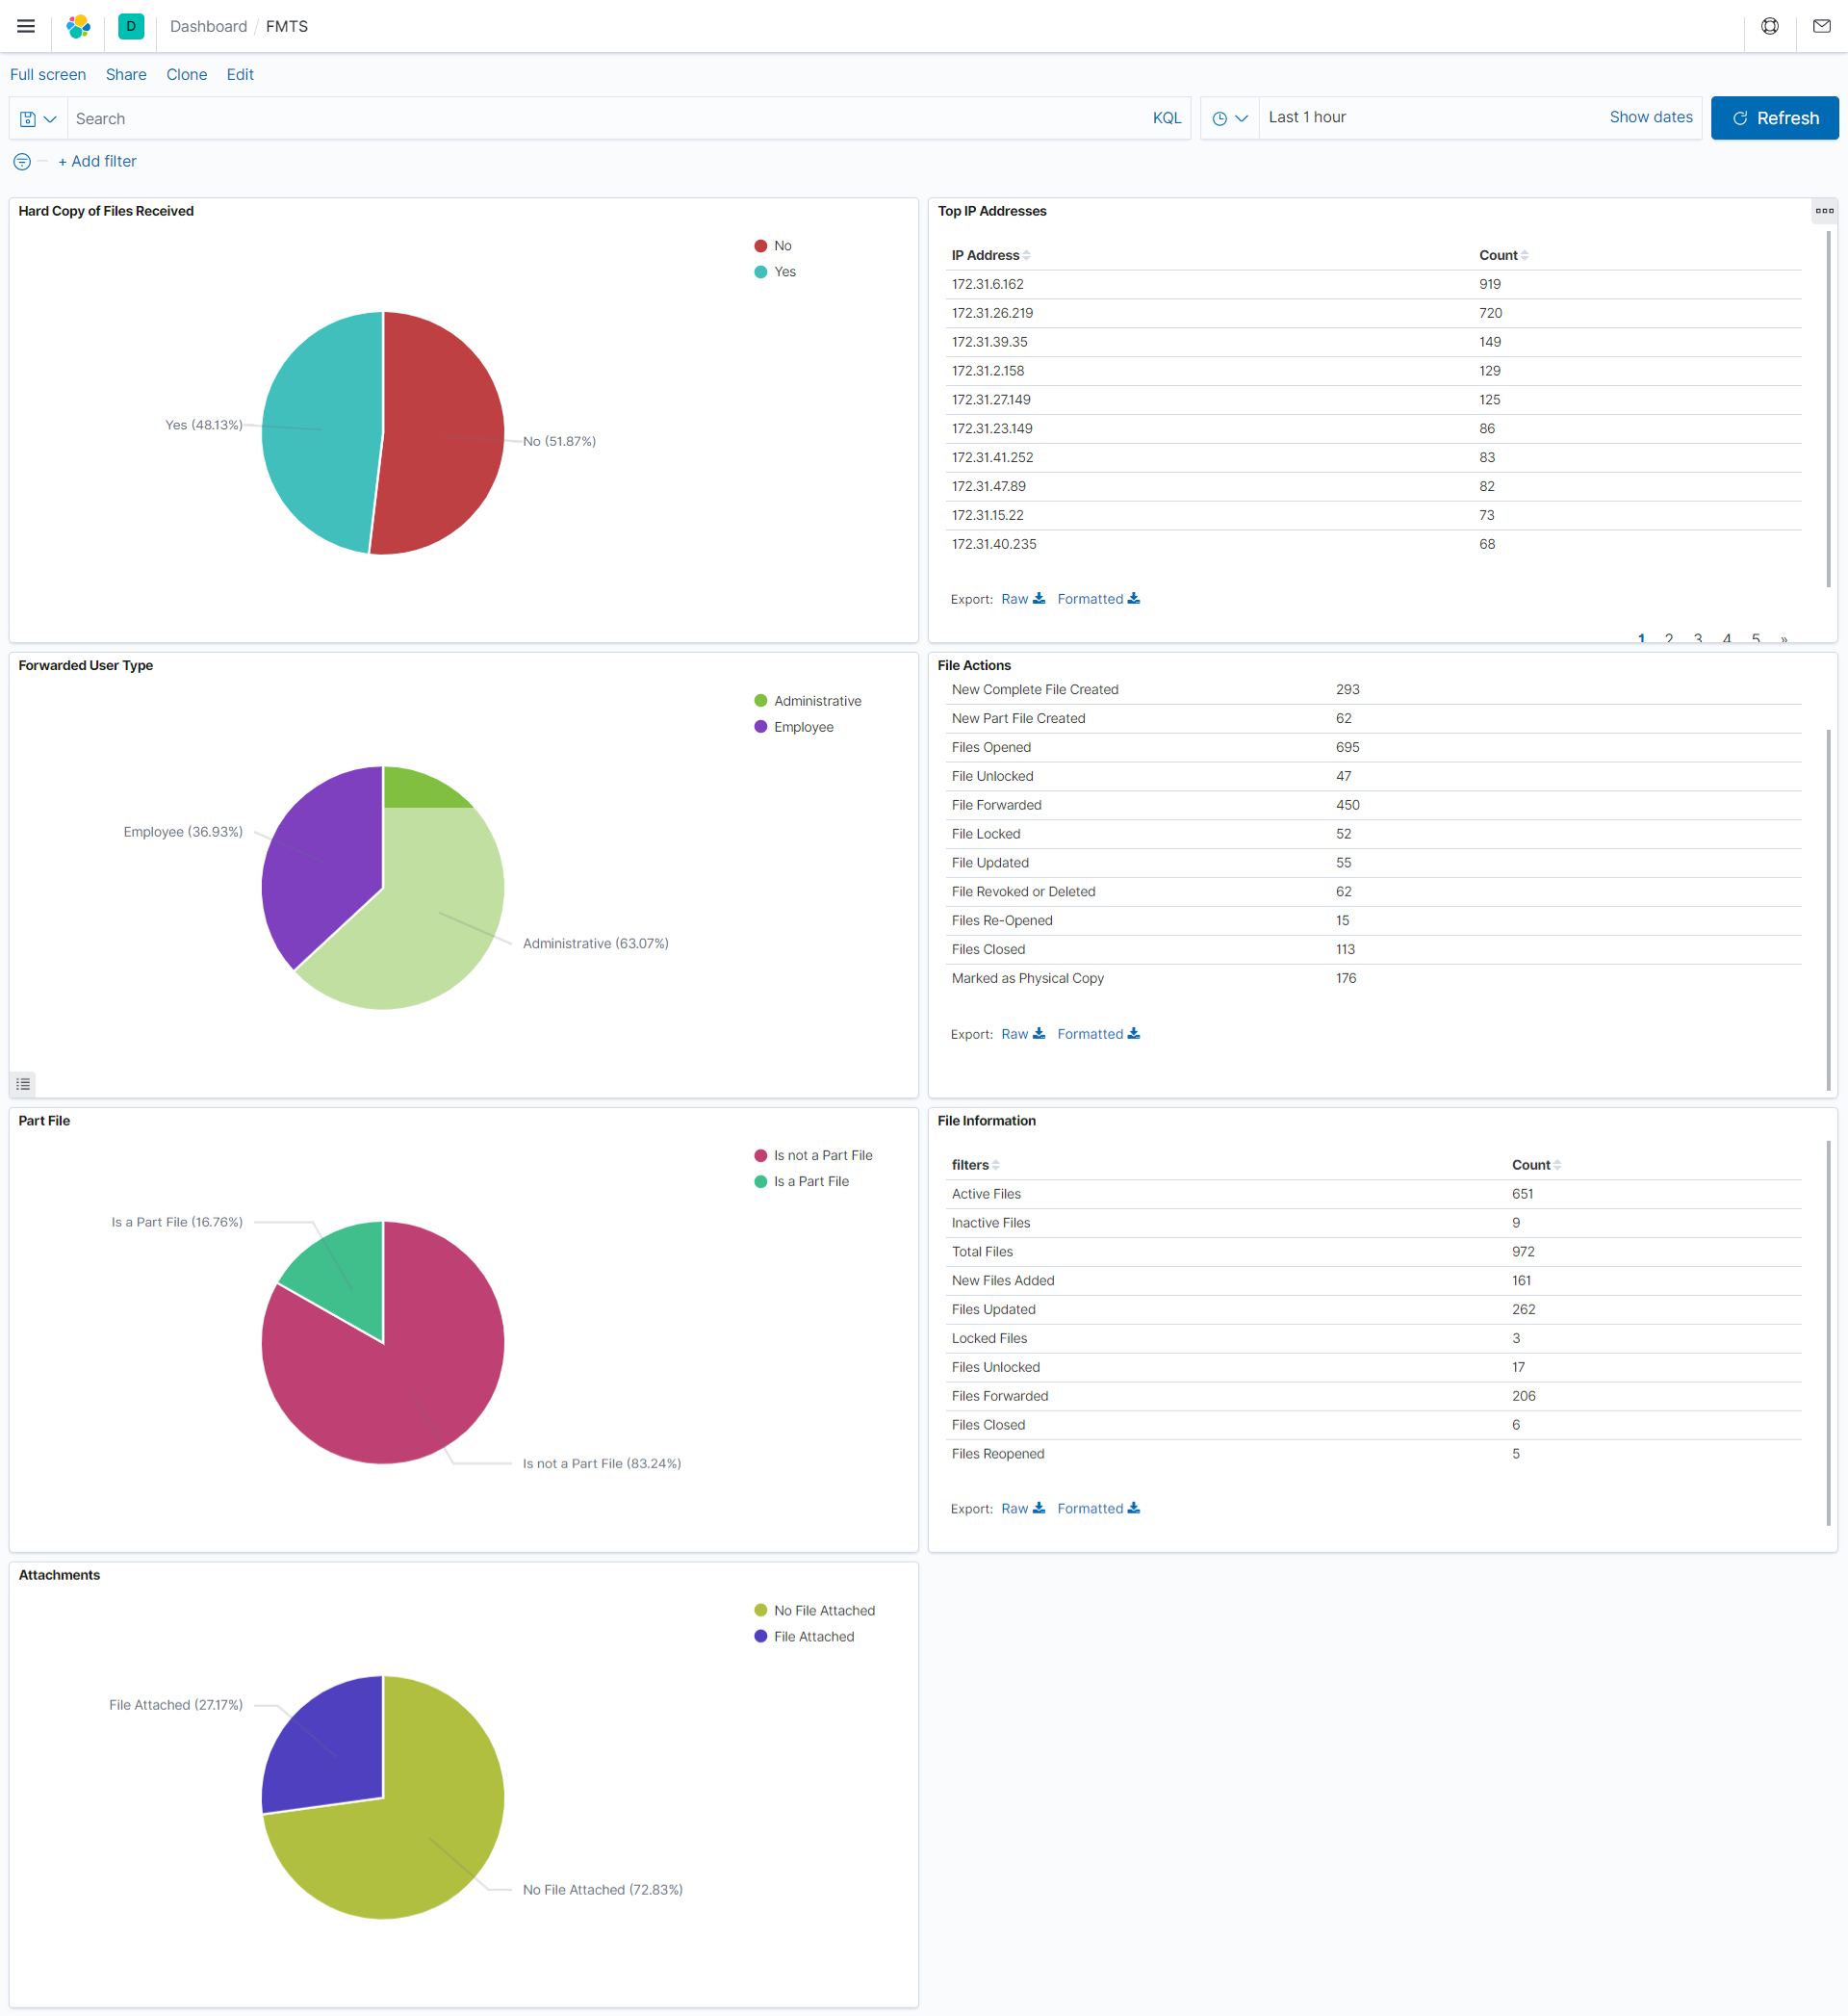 D Dashboard / FMTS
Full screen Share Clone Edit
Search KQL Last 1 hour Show dates Refresh
+ Add filter
Hard Copy of Files Received
No
Yes
Yes (48.13%)
No (51.87%)
Top IP Addresses
IP Address Count
172.31.6.162 919
172.31.26.219 720
172.31.39.35 149
172.31.2.158 129
172.31.27.149 125
172.31.23.149 86
172.31.41.252 83
172.31.47.89 82
172.31.15.22 73
172.31.40.235 68
Export: Raw Formatted
1 2 3 4 5 »
Forwarded User Type
Administrative
Employee
Employee (36.93%)
Administrative (63.07%)
File Actions
New Complete File Created 293
New Part File Created 62
Files Opened 695
File Unlocked 47
File Forwarded 450
File Locked 52
File Updated 55
File Revoked or Deleted 62
Files Re-Opened 15
Files Closed 113
Marked as Physical Copy 176
Export: Raw Formatted
Part File
Is not a Part File
Is a Part File
Is a Part File (16.76%)
Is not a Part File (83.24%)
File Information
filters Count
Active Files 651
Inactive Files 9
Total Files 972
New Files Added 161
Files Updated 262
Locked Files 3
Files Unlocked 17
Files Forwarded 206
Files Closed 6
Files Reopened 5
Export: Raw Formatted
Attachments
No File Attached
File Attached
File Attached (27.17%)
No File Attached (72.83%)